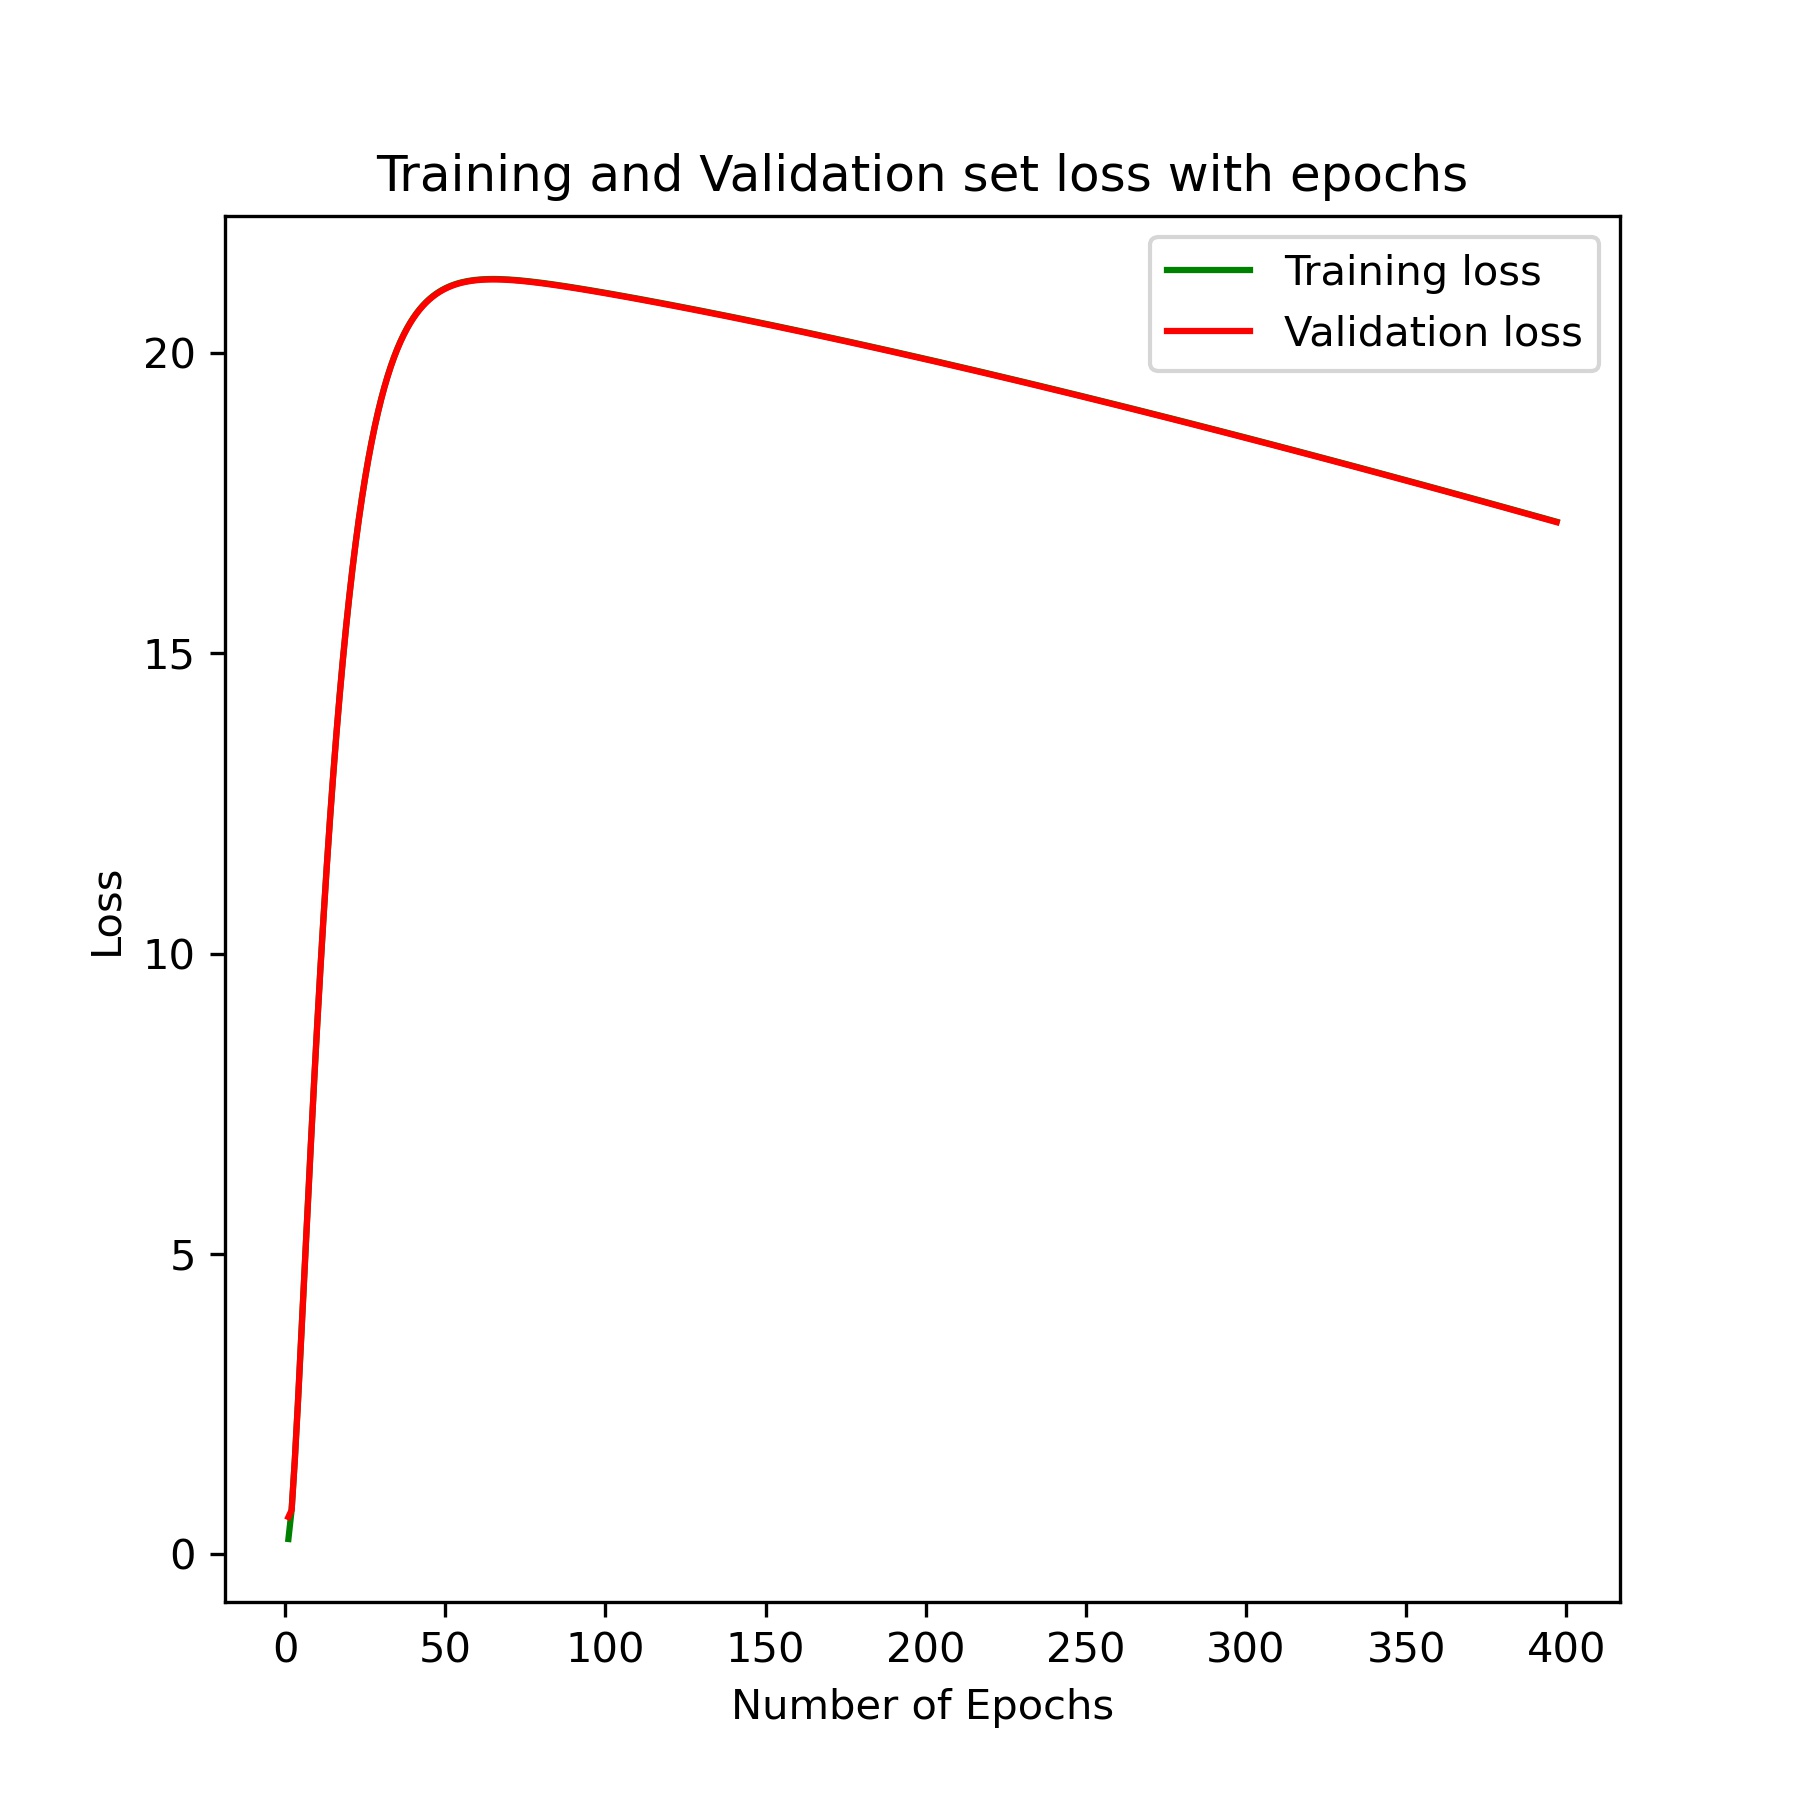 Training and Validation set loss with epochs
Training loss
Validation loss
20
15
10
5
0
Loss
0 50 100 150 200 250 300 350 400
Number of Epochs